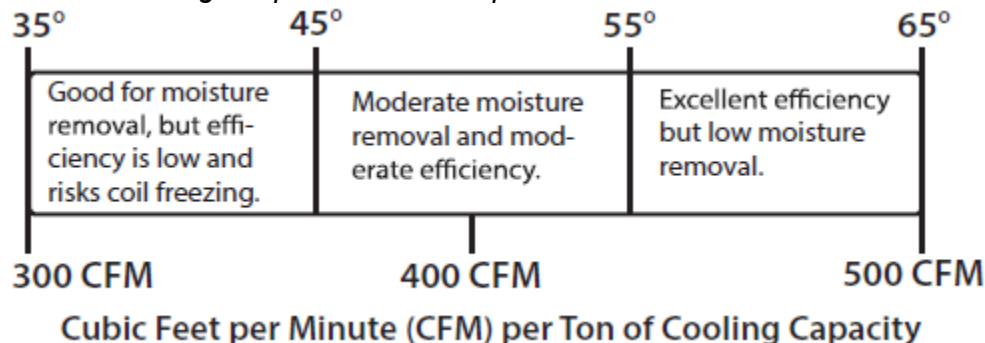 35° 45° 55° 65°
Good for moisture
removal, but effi-
ciency is low and
risks coil freezing.
Moderate moisture
removal and mod-
erate efficiency.
Excellent efficiency
but low moisture
removal.
300 CFM 400 CFM 500 CFM
Cubic Feet per Minute (CFM) per Ton of Cooling Capacity